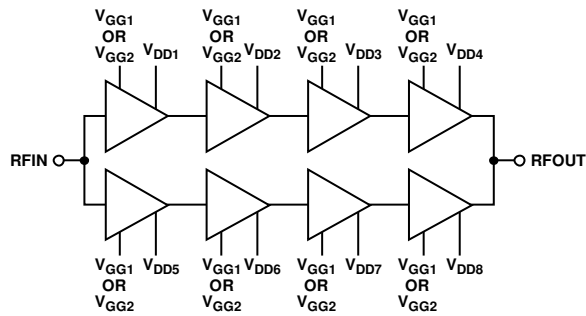 VGG1 OR VGG2 VDD1 VGG1 OR VGG2 VDD2 VGG1 OR VGG2 VDD3 VGG1 OR VGG2 VDD4
RFIN RFOUT
VGG1 OR VGG2 VDD5 VGG1 OR VGG2 VDD6 VGG1 OR VGG2 VDD7 VGG1 OR VGG2 VDD8